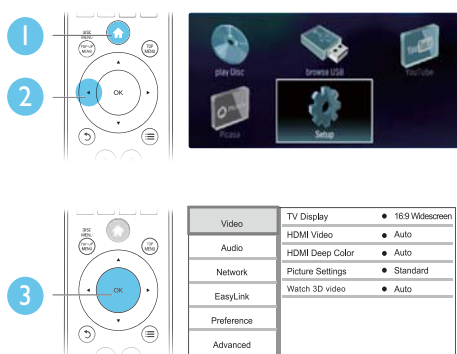 1
DISC
MENU
POP-UP
MENU
TOP
MENU
2
OK
play Disc
browse USB
YouTube
Picasa
Setup
DISC
MENU
POP-UP
MENU
TOP
MENU
3
OK
Video
Audio
Network
EasyLink
Preference
Advanced
TV Display ● 16:9 Widescreen
HDMI Video ● Auto
HDMI Deep Color ● Auto
Picture Settings ● Standard
Watch 3D video ● Auto